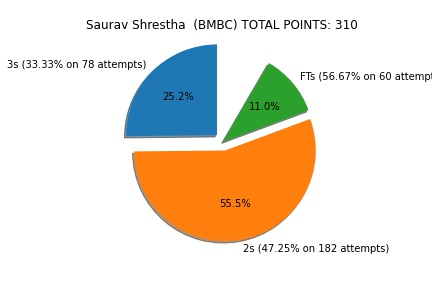 Saurav Shrestha  (BMBC) TOTAL POINTS: 310
3s (33.33% on 78 attempts)
FTs (56.67% on 60 attempt
25.2%
11.0%
55.5%
2s (47.25% on 182 attempts)